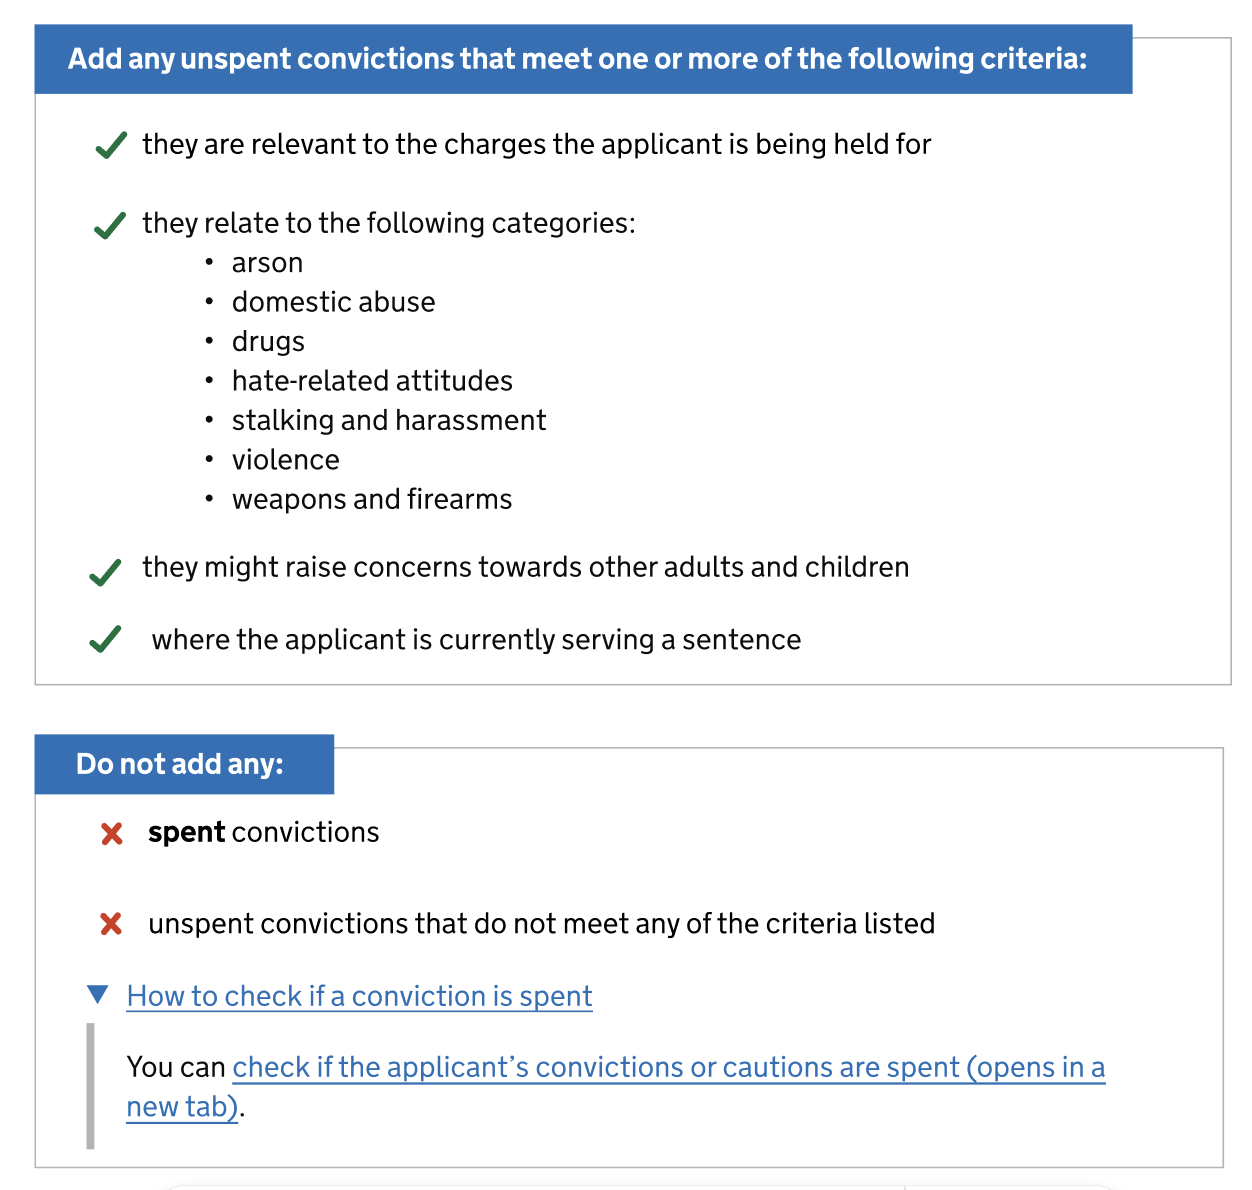 Add any unspent convictions that meet one or more of the following criteria:
they are relevant to the charges the applicant is being held for
they relate to the following categories:
• arson
• domestic abuse
• drugs
• hate-related attitudes
• stalking and harassment
• violence
• weapons and firearms
they might raise concerns towards other adults and children
where the applicant is currently serving a sentence
Do not add any:
spent convictions
unspent convictions that do not meet any of the criteria listed
How to check if a conviction is spent
You can check if the applicant’s convictions or cautions are spent (opens in a
new tab).